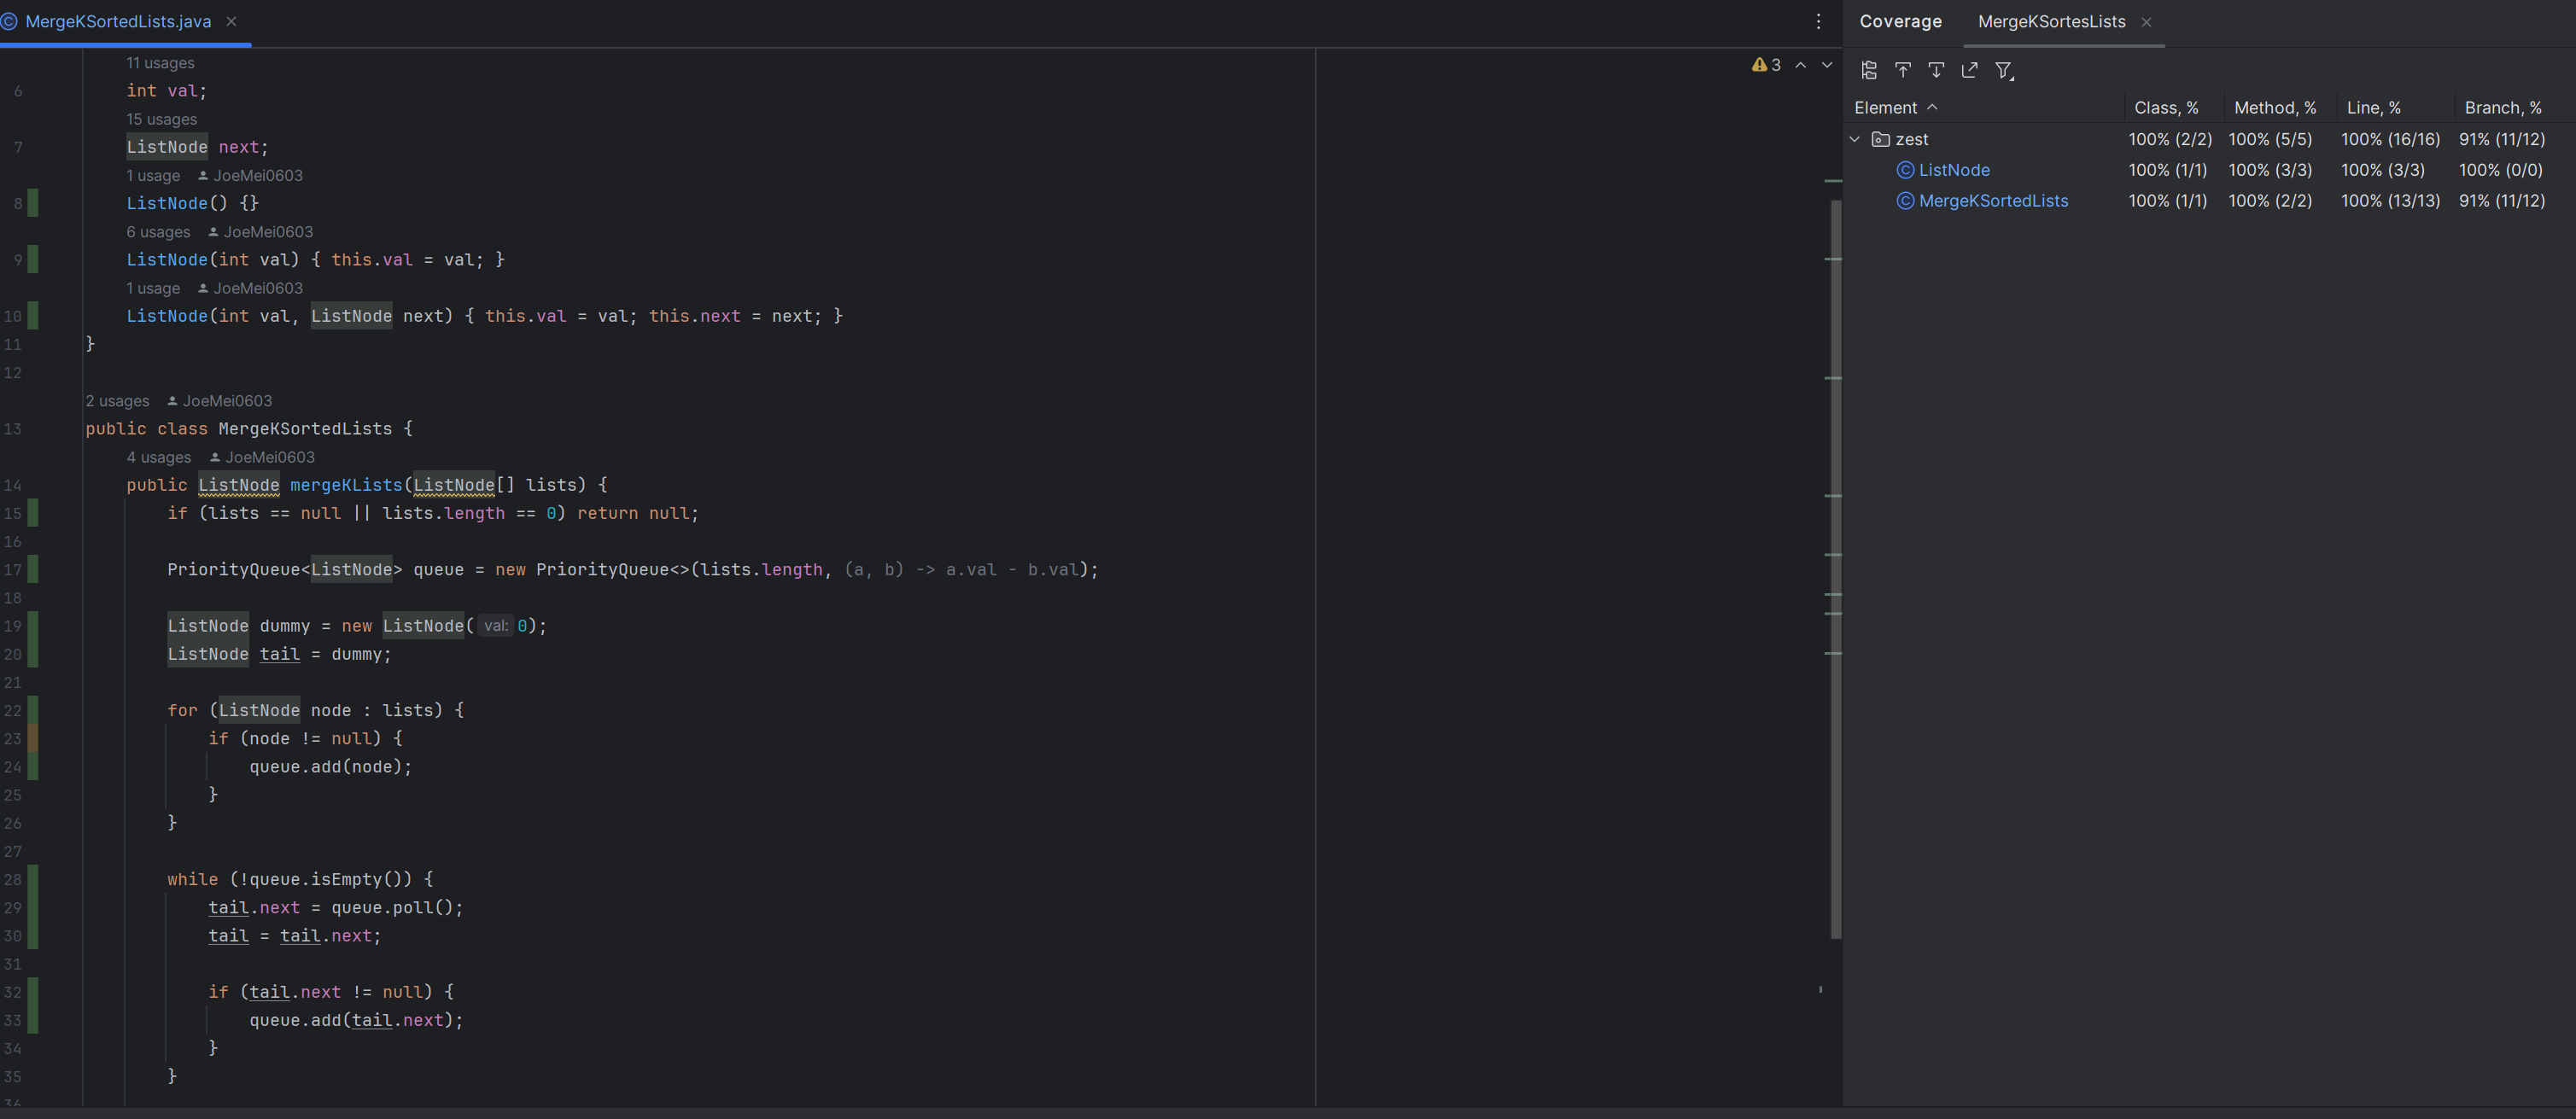 MergeKSortedLists.java
11 usages
3
6 int val;
15 usages
7 ListNode next;
1 usage JoeMei0603
8 ListNode() {}
6 usages JoeMei0603
9 ListNode(int val) { this.val = val; }
1 usage JoeMei0603
10 ListNode(int val, ListNode next) { this.val = val; this.next = next; }
11 }
12
2 usages JoeMei0603
13 public class MergeKSortedLists {
4 usages JoeMei0603
14 public ListNode mergeKLists(ListNode[] lists) {
15 if (lists == null || lists.length == 0) return null;
16
17 PriorityQueue<ListNode> queue = new PriorityQueue<>(lists.length, (a, b) -> a.val - b.val);
18
19 ListNode dummy = new ListNode( val: 0);
20 ListNode tail = dummy;
21
22 for (ListNode node : lists) {
23 if (node != null) {
24 queue.add(node);
25 }
26 }
27
28 while (!queue.isEmpty()) {
29 tail.next = queue.poll();
30 tail = tail.next;
31
32 if (tail.next != null) {
33 queue.add(tail.next);
34 }
35 }
36
Coverage MergeKSortesLists
Element Class, % Method, % Line, % Branch, %
zest 100% (2/2) 100% (5/5) 100% (16/16) 91% (11/12)
ListNode 100% (1/1) 100% (3/3) 100% (3/3) 100% (0/0)
MergeKSortedLists 100% (1/1) 100% (2/2) 100% (13/13) 91% (11/12)